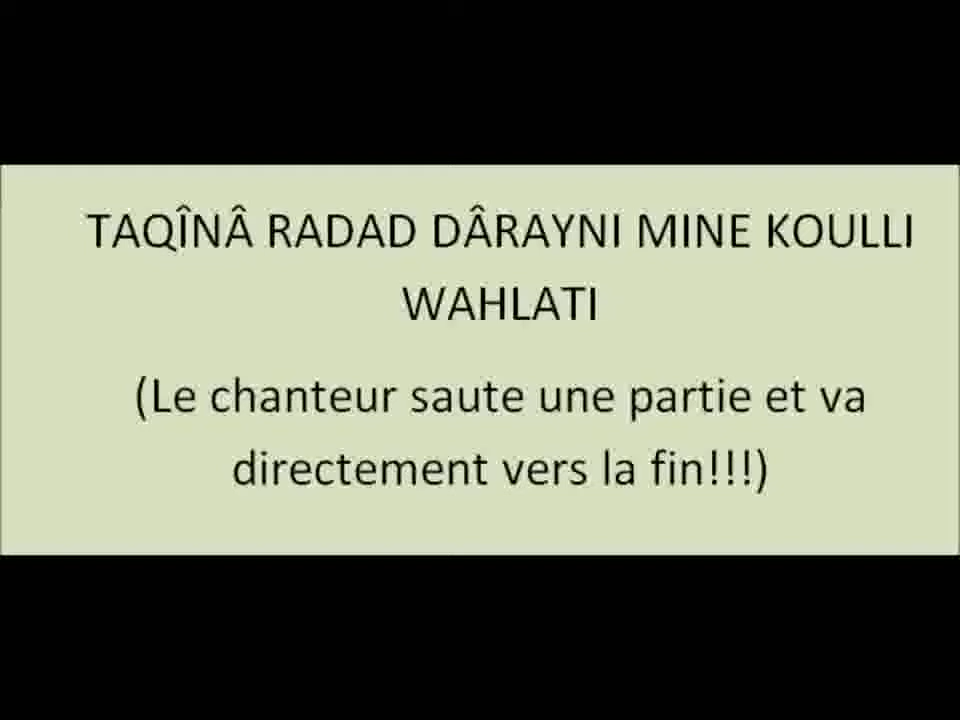 TAQÎNÂ RADAD DÂRAYNI MINE KOULLI
WAHLATI
(Le chanteur saute une partie et va
directement vers la fin!!!)